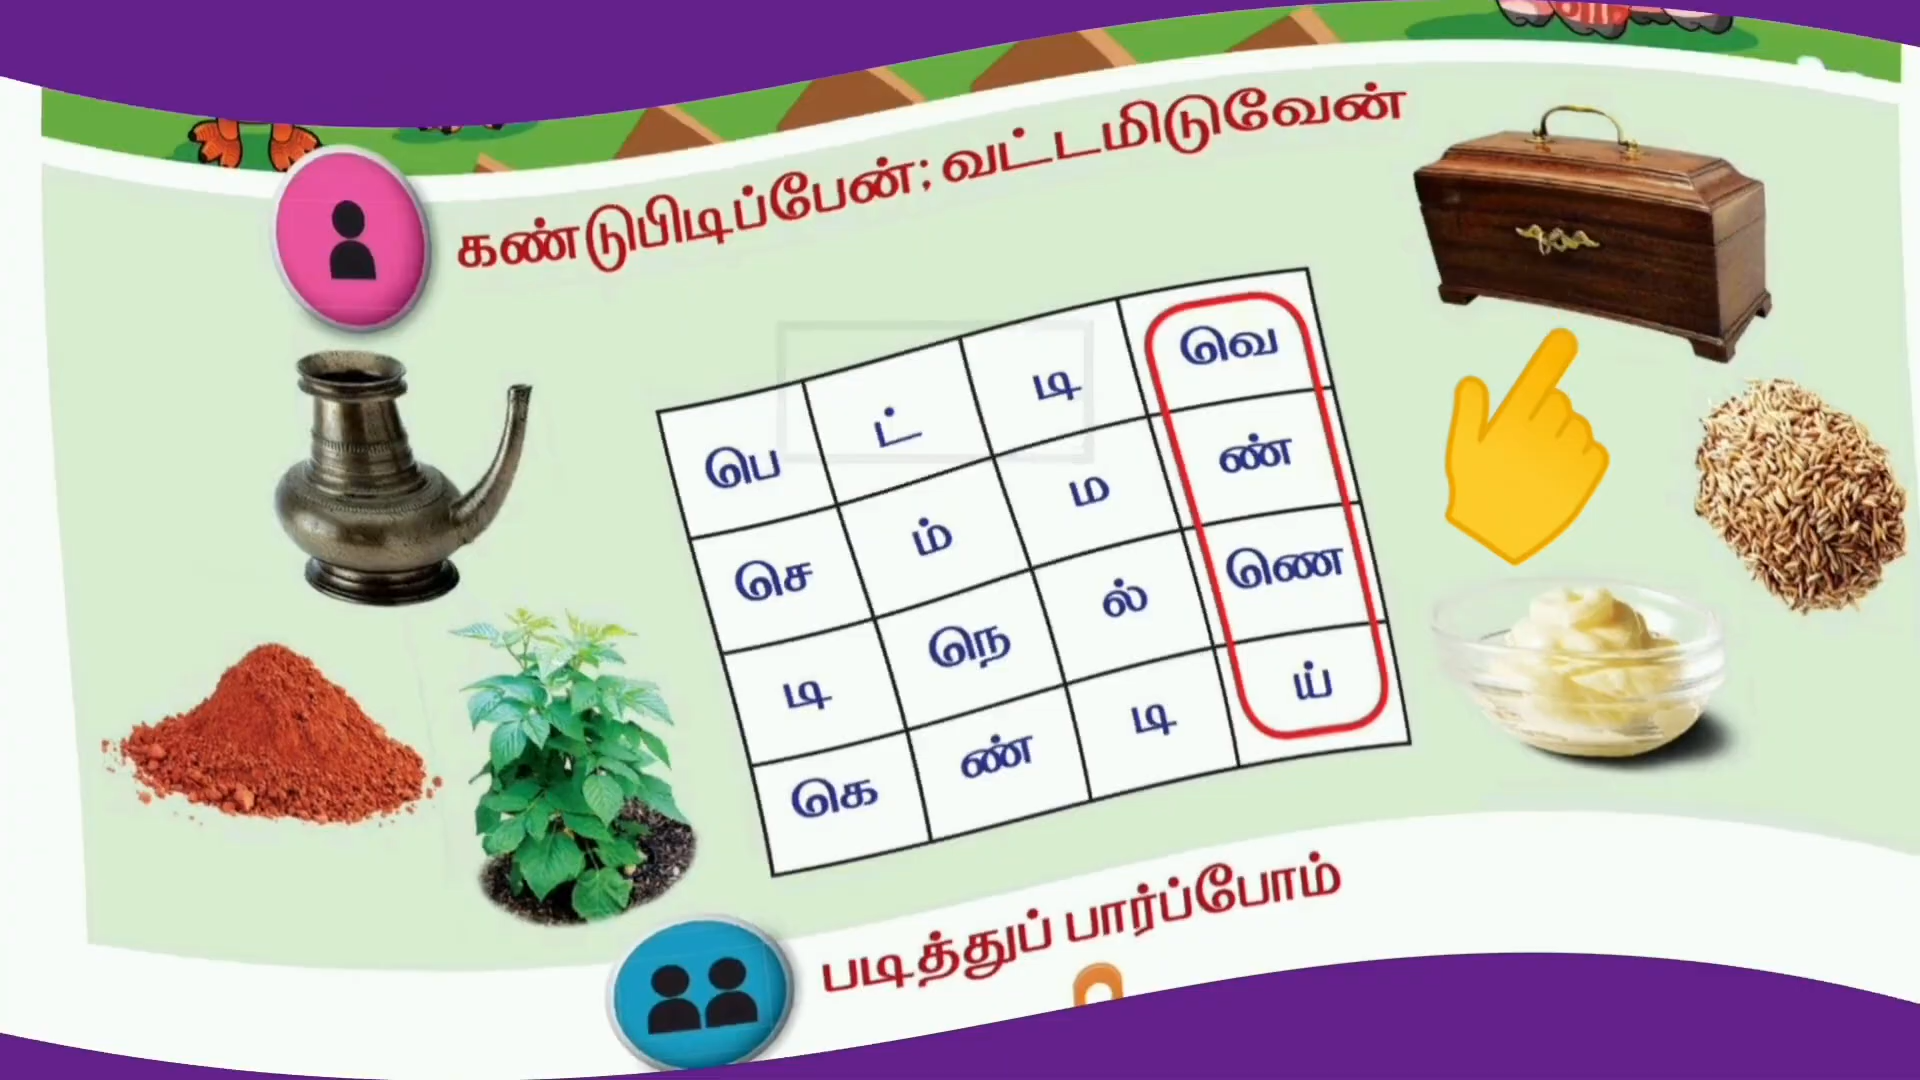 கண்டுபிடிப்பேன்; வட்டமிடுவேன்
பெ ட் டி வெ
செ ம் ம ண்
டி நெ ல் ணெ
கெ ண் டி ய்
படித்துப் பார்ப்போம்